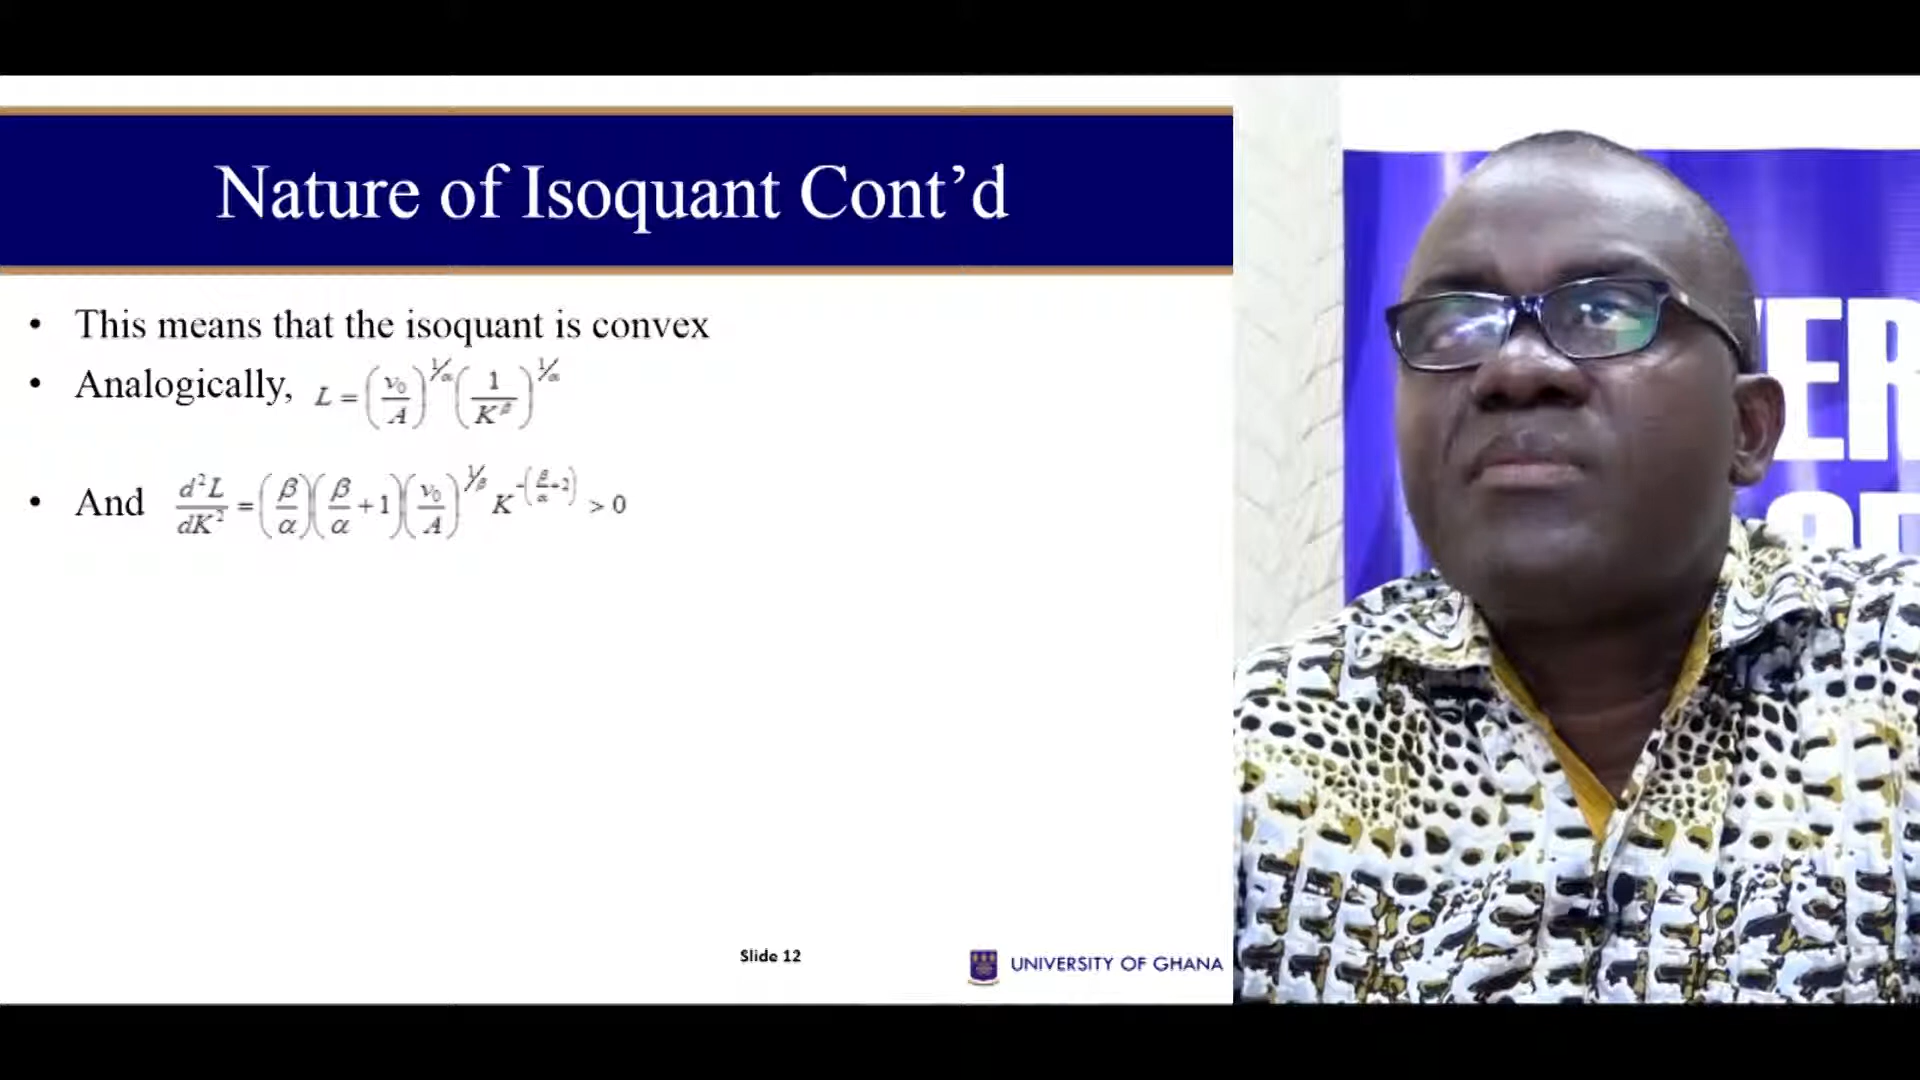 Nature of Isoquant Cont’d
• This means that the isoquant is convex
• Analogically, L = (v₀/A)^(1/α) (1/K^β)^(1/α)
• And d²L/dK² = (β/α)(β/α + 1)(v₀/A)^(1/β) K^-(β/α+2) > 0
Slide 12
UNIVERSITY OF GHANA
ER